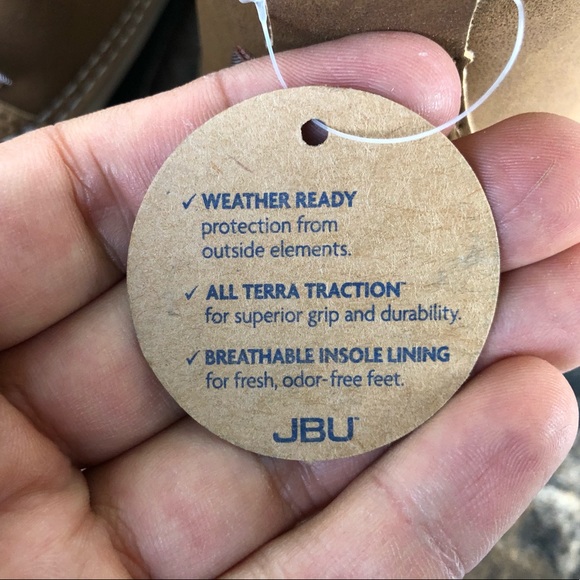 ✓ WEATHER READY
protection from
outside elements.
✓ ALL TERRA TRACTION™
for superior grip and durability.
✓ BREATHABLE INSOLE LINING
for fresh, odor-free feet.
JBU™